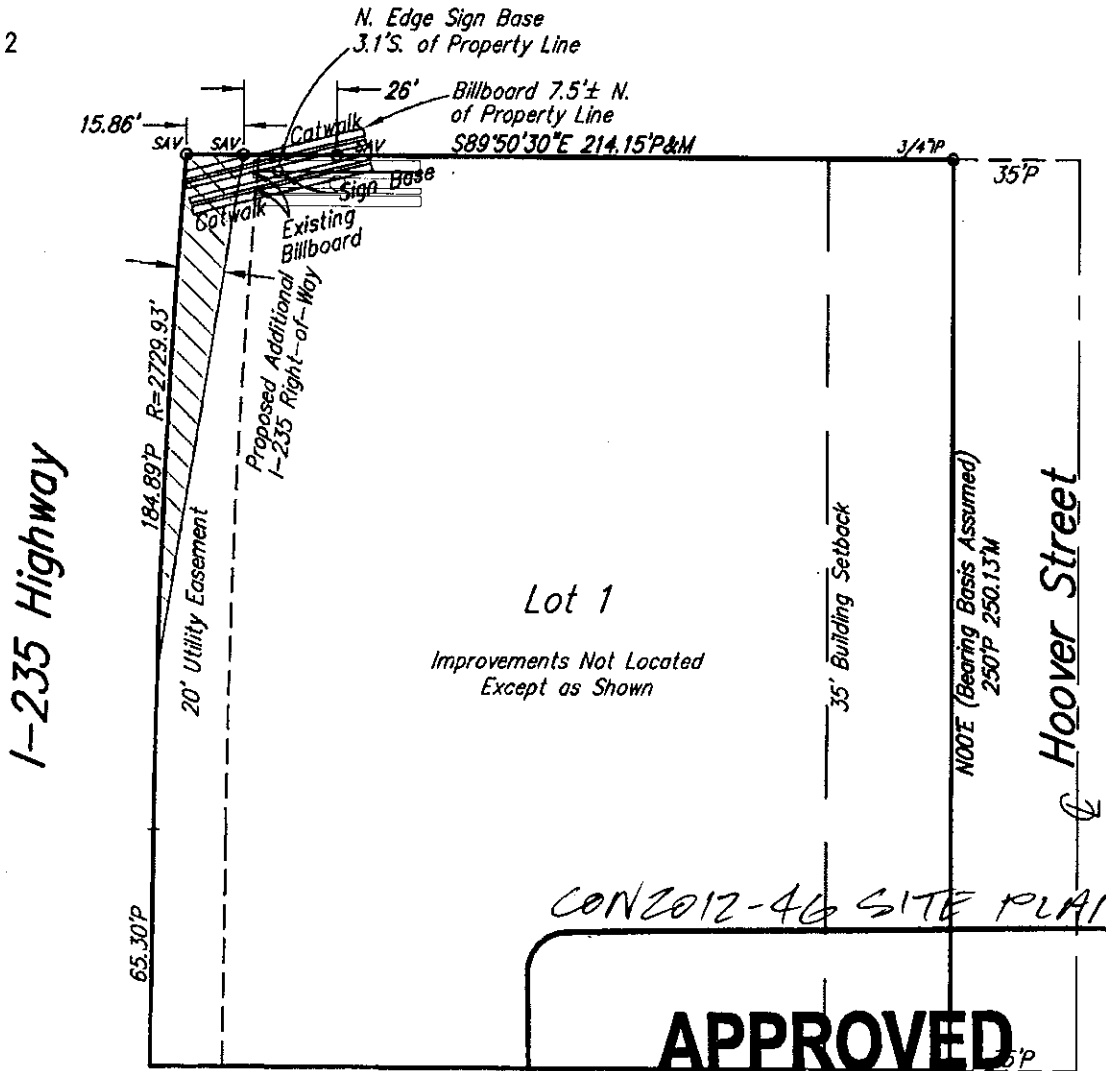 2
N. Edge Sign Base
3.1'S. of Property Line
26'
Billboard 7.5'± N.
of Property Line
15.86'
SAV
SAV
Catwalk
SAV
S89°50'30"E 214.15'P&M
3/4"IP
35'P
Sign Base
Catwalk
Existing
Billboard
Proposed Additional
I-235 Right-of-Way
184.89'P R=2729.93'
I-235 Highway
20' Utility Easement
Lot 1
Improvements Not Located
Except as Shown
35' Building Setback
N00°E (Bearing Basis Assumed)
250'P 250.13'M
Hoover Street
℄
65.30'P
CON2012-46 SITE PLAN
APPROVED
35'P